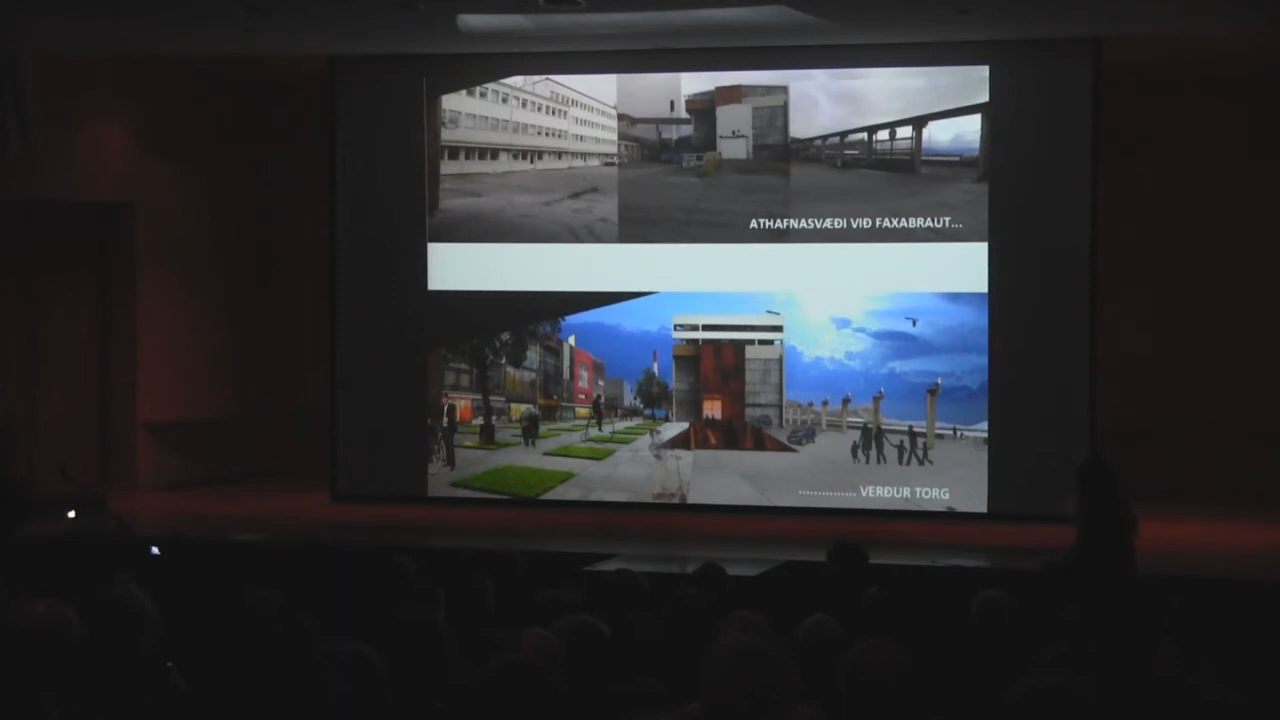 ATHAFNASVÆÐI VIÐ FAXABRAUT...
............... VERÐUR TORG